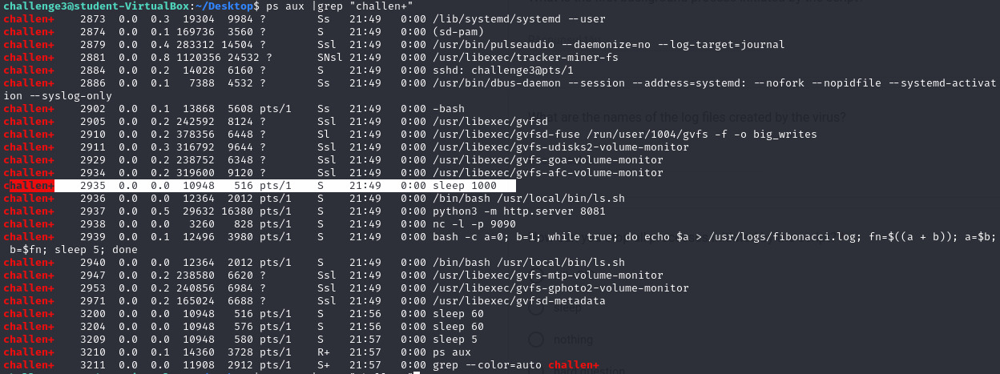 challenge3@student-VirtualBox:~/Desktop$ ps aux |grep "challen+"
challen+    2873  0.0  0.3  19304  9984 ?        Ss   21:49   0:00 /lib/systemd/systemd --user
challen+    2874  0.0  0.1 169736  3560 ?        S    21:49   0:00 (sd-pam)
challen+    2879  0.0  0.4 283312 14504 ?        Ssl  21:49   0:00 /usr/bin/pulseaudio --daemonize=no --log-target=journal
challen+    2881  0.0  0.8 1120356 24532 ?       SNsl 21:49   0:00 /usr/libexec/tracker-miner-fs
challen+    2884  0.0  0.2  14028  6160 ?        S    21:49   0:00 sshd: challenge3@pts/1
challen+    2886  0.0  0.1   7388  4532 ?        Ss   21:49   0:00 /usr/bin/dbus-daemon --session --address=systemd: --nofork --nopidfile --systemd-activat
ion --syslog-only
challen+    2902  0.0  0.1  13868  5608 pts/1    Ss   21:49   0:00 -bash
What are the names of the log files created by the virus?
challen+    2905  0.0  0.2 242592  8124 ?        Ssl  21:49   0:00 /usr/libexec/gvfsd
challen+    2910  0.0  0.2 378356  6448 ?        Sl   21:49   0:00 /usr/libexec/gvfsd-fuse /run/user/1004/gvfs -f -o big_writes
challen+    2911  0.0  0.3 316792  9644 ?        Ssl  21:49   0:00 /usr/libexec/gvfs-udisks2-volume-monitor
challen+    2929  0.0  0.2 238752  6348 ?        Ssl  21:49   0:00 /usr/libexec/gvfs-goa-volume-monitor
challen+    2934  0.0  0.2 319600  9120 ?        Ssl  21:49   0:00 /usr/libexec/gvfs-afc-volume-monitor
challen+    2935  0.0  0.0  10948   516 pts/1    S    21:49   0:00 sleep 1000
challen+    2936  0.0  0.0  12364  2012 pts/1    S    21:49   0:00 /bin/bash /usr/local/bin/ls.sh
challen+    2937  0.0  0.5  29632 16380 pts/1    S    21:49   0:00 python3 -m http.server 8081
challen+    2938  0.0  0.0   3260   828 pts/1    S    21:49   0:00 nc -l -p 9090
challen+    2939  0.0  0.1  12496  3980 pts/1    S    21:49   0:00 bash -c a=0; b=1; while true; do echo $a > /usr/logs/fibonacci.log; fn=$((a + b)); a=$b;
b=$fn; sleep 5; done
challen+    2940  0.0  0.0  12364  2012 pts/1    S    21:49   0:00 /bin/bash /usr/local/bin/ls.sh
challen+    2947  0.0  0.2 238580  6620 ?        Ssl  21:49   0:00 /usr/libexec/gvfs-mtp-volume-monitor
challen+    2953  0.0  0.2 240856  6984 ?        Ssl  21:49   0:00 /usr/libexec/gvfs-gphoto2-volume-monitor
challen+    2971  0.0  0.2 165024  6688 ?        Ssl  21:49   0:00 /usr/libexec/gvfsd-metadata
sleep
challen+    3200  0.0  0.0  10948   516 pts/1    S    21:56   0:00 sleep 60
challen+    3204  0.0  0.0  10948   576 pts/1    S    21:56   0:00 sleep 60
challen+    3209  0.0  0.0  10948   580 pts/1    S    21:57   0:00 sleep 5
nothing
challen+    3210  0.0  0.1  14360  3728 pts/1    R+   21:57   0:00 ps aux
challen+    3211  0.0  0.0  11908  2912 pts/1    S+   21:57   0:00 grep --color=auto challen+